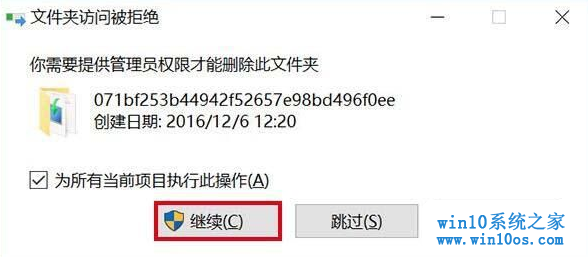 文件夹访问被拒绝
你需要提供管理员权限才能删除此文件夹
071bf253b44942f52657e98bd496f0ee
创建日期: 2016/12/6 12:20
为所有当前项目执行此操作(A)
继续(C)
跳过(S)
win10系统之家
www.win10os.com